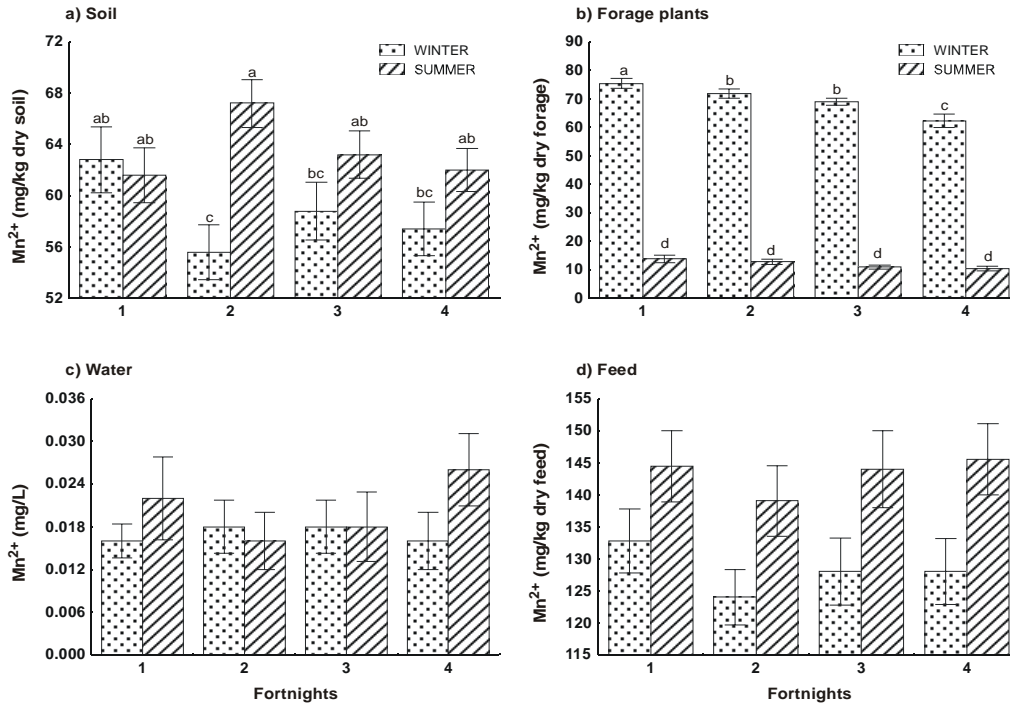 a) Soil
Mn2+ (mg/kg dry soil)
72
68
64
60
56
52
WINTER
SUMMER
ab
ab
c
a
bc
ab
bc
ab
1 2 3 4
b) Forage plants
Mn2+ (mg/kg dry forage)
90
80
70
60
50
40
30
20
10
0
WINTER
SUMMER
a
d
b
d
b
d
c
d
1 2 3 4
c) Water
Mn2+ (mg/L)
0.036
0.030
0.024
0.018
0.012
0.006
0.000
1 2 3 4
Fortnights
d) Feed
Mn2+ (mg/kg dry feed)
155
150
145
140
135
130
125
120
115
1 2 3 4
Fortnights